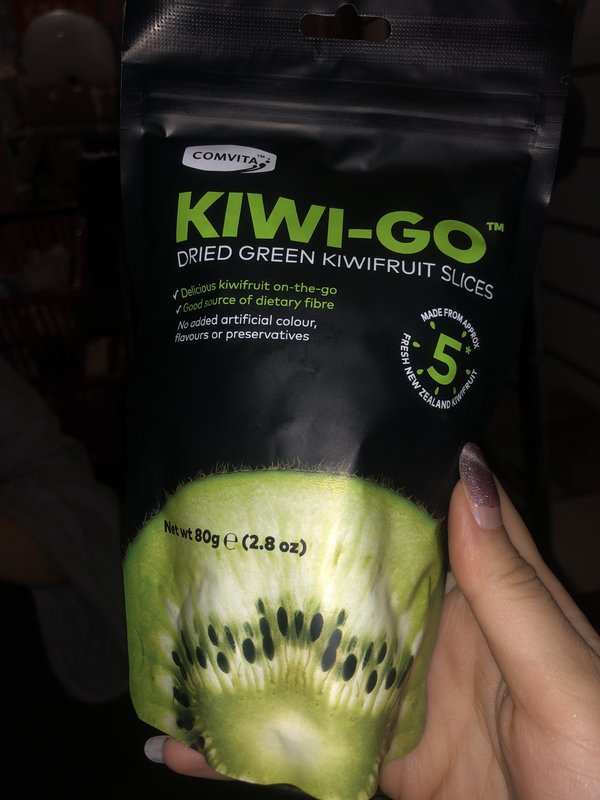 COMVITA™
KIWI-GO™
DRIED GREEN KIWIFRUIT SLICES
✓ Delicious kiwifruit on-the-go
✓ Good source of dietary fibre
No added artificial colour,
flavours or preservatives
MADE FROM APPROX
5*
FRESH NEW ZEALAND KIWIFRUIT
Net wt 80g ℮ (2.8 oz)